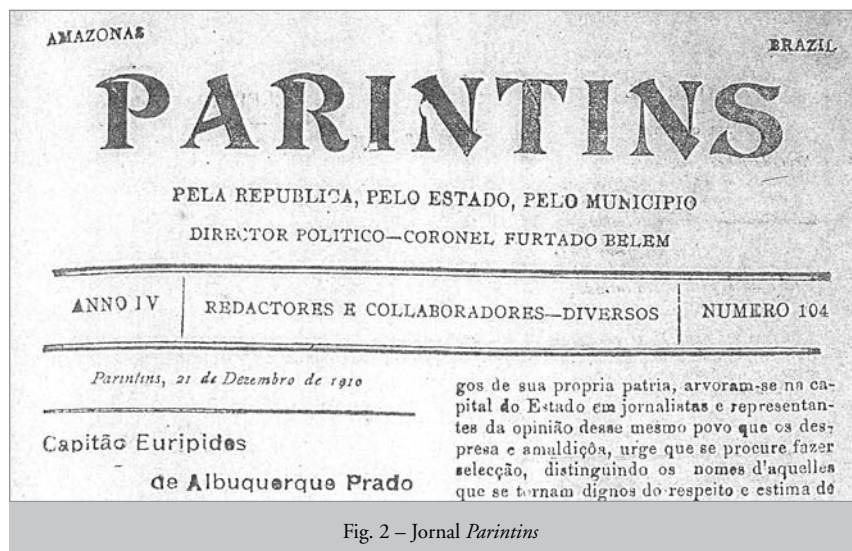 AMAZONAS
BRAZIL
PARINTINS
PELA REPUBLICA, PELO ESTADO, PELO MUNICIPIO
DIRECTOR POLITICO—CORONEL FURTADO BELEM
ANNO IV
REDACTORES E COLLABORADORES—DIVERSOS
NUMERO 104
Parintins, 21 de Dezembro de 1910
Capitão Euripides
de Albuquerque Prado
gos de sua propria patria, arvoram-se na ca-
pital do Estado em jornalistas e representan-
tes da opinião desse mesmo povo que os des-
presa e amaldiçôa, urge que se procure fazer
selecção, distinguindo os nomes d'aquelles
que se tornam dignos do respeito e estima de
Fig. 2 – Jornal Parintins